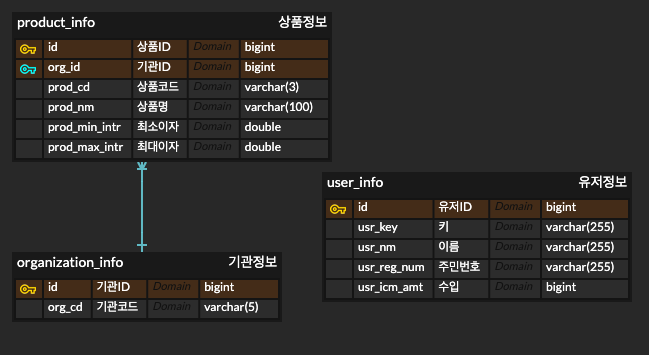 product_info 상품정보
id 상품ID Domain bigint
org_id 기관ID Domain bigint
prod_cd 상품코드 Domain varchar(3)
prod_nm 상품명 Domain varchar(100)
prod_min_intr 최소이자 Domain double
prod_max_intr 최대이자 Domain double
user_info 유저정보
id 유저ID Domain bigint
usr_key 키 Domain varchar(255)
usr_nm 이름 Domain varchar(255)
usr_reg_num 주민번호 Domain varchar(255)
usr_icm_amt 수입 Domain bigint
organization_info 기관정보
id 기관ID Domain bigint
org_cd 기관코드 Domain varchar(5)